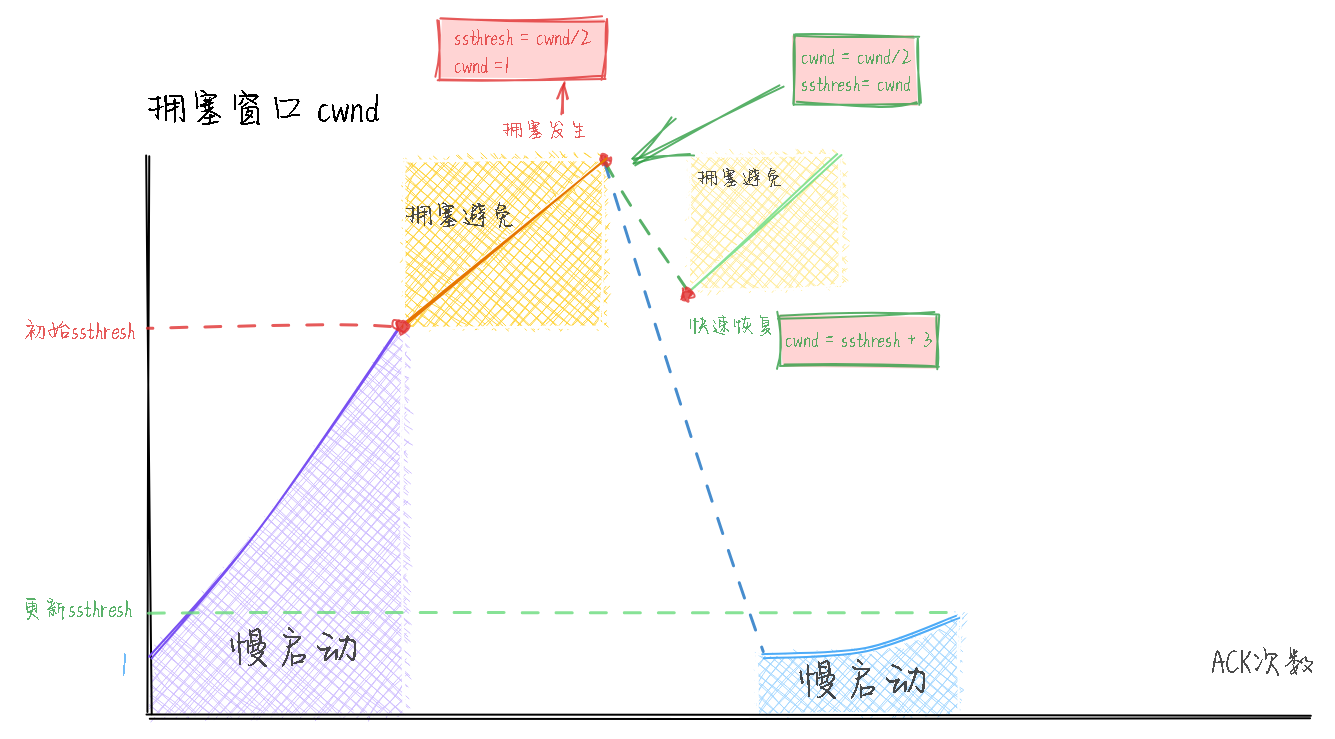 ssthresh = cwnd/2
cwnd =1
cwnd = cwnd/2
ssthresh= cwnd
拥塞窗口 cwnd
拥塞发生
拥塞避免
拥塞避免
初始ssthresh
快速恢复
cwnd = ssthresh + 3
更新ssthresh
1
慢启动
慢启动
ACK次数